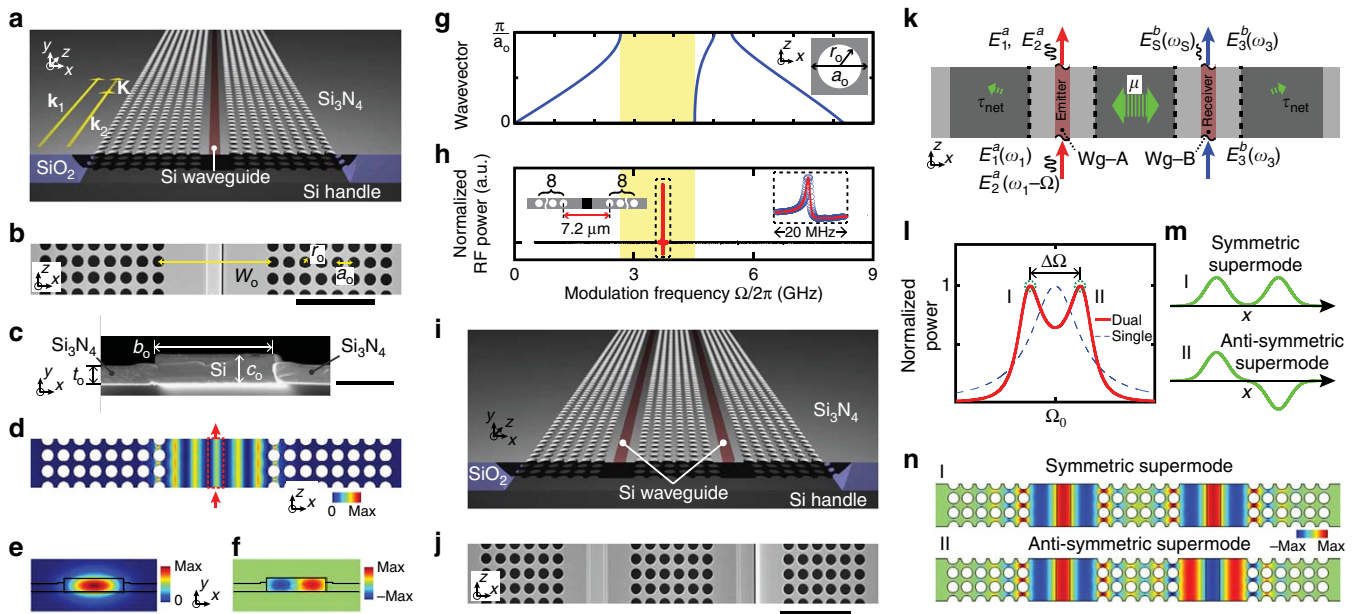 a
y
z
x
k₁
K
k₂
Si₃N₄
SiO₂
Si waveguide
Si handle
b
z
x
Wₒ
rₒ
aₒ
c
Si₃N₄
bₒ
Si₃N₄
tₒ
Si
cₒ
y
x
d
z
x
0 Max
e
Max
0
y
x
f
Max
–Max
g
Wavevector
π
aₒ
0
z
x
rₒ
aₒ
h
Normalized
RF power (a.u.)
8
8
7.2 µm
20 MHz
0
3
6
9
Modulation frequency Ω/2π (GHz)
i
y
z
x
Si₃N₄
SiO₂
Si waveguide
Si handle
j
z
x
k
E₁ᵃ, E₂ᵃ
E_S^b(ω_S)
E₃ᵇ(ω₃)
τnet
Emitter
µ
Receiver
τnet
z
x
E₁ᵃ(ω₁)
E₂ᵃ(ω₁–Ω)
Wg–A
Wg–B
E₃ᵇ(ω₃)
l
Normalized
power
1
ΔΩ
I
II
Dual
Single
Ω₀
m
Symmetric
supermode
I
x
Anti-symmetric
supermode
II
x
n
I
Symmetric supermode
–Max Max
II
Anti-symmetric supermode